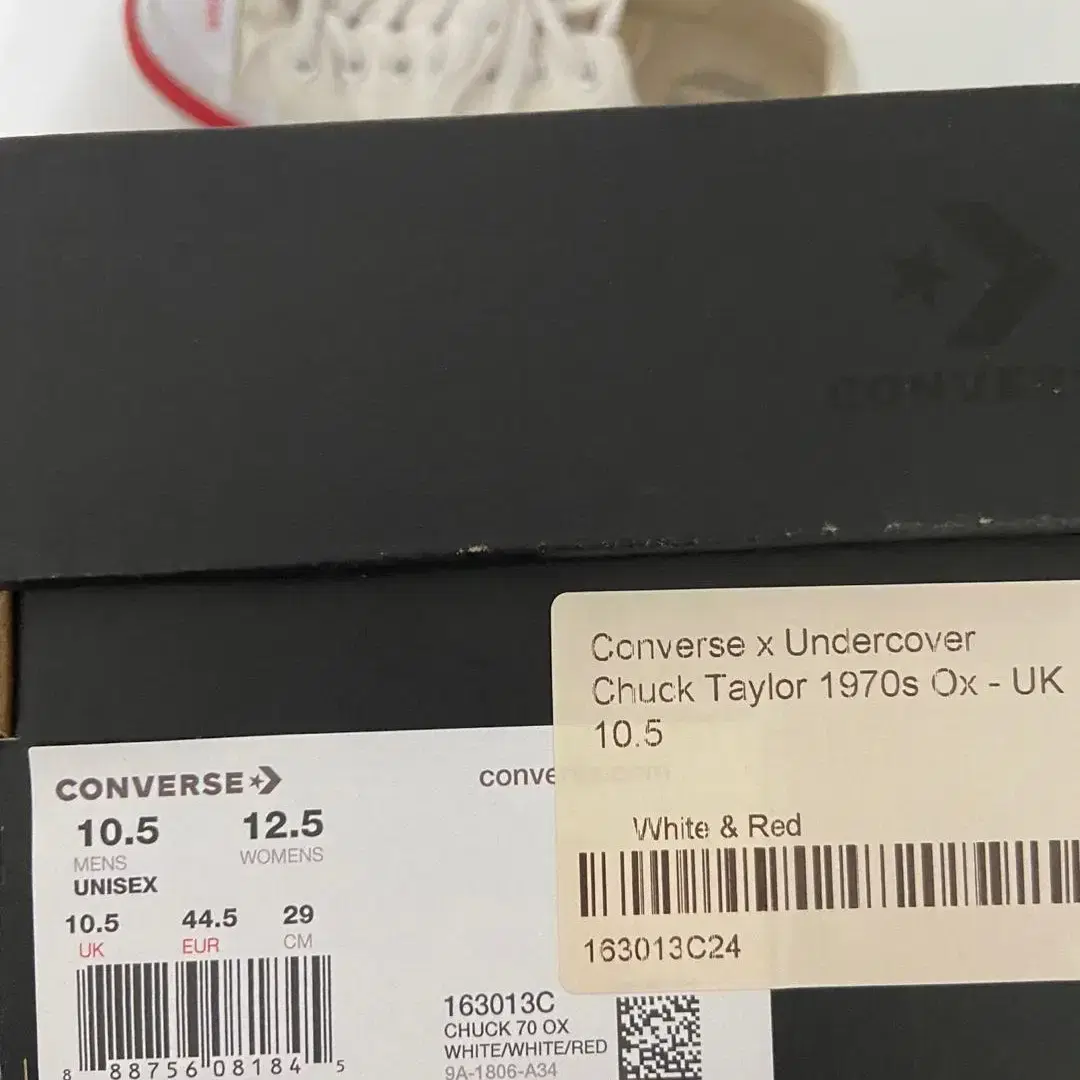 CONVERSE
Converse x Undercover
Chuck Taylor 1970s Ox - UK
10.5
White & Red
163013C24
CONVERSE
10.5 12.5
MENS WOMENS
UNISEX
10.5 44.5 29
UK EUR CM
8 88756 08184 5
163013C
CHUCK 70 OX
WHITE/WHITE/RED
9A-1806-A34